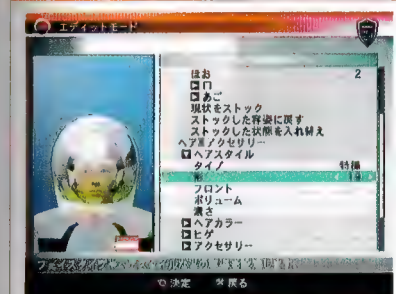 エディットモード
ほお 2
▶口
▶あご
現状をストック
ストックした容姿に戻す
ストックした状態を入れ替え
ヘア/アクセサリー
▼ヘアスタイル
タイプ 特殊
形 19
フロント
ボリューム
濃さ
▶ヘアカラー
▶ヒゲ
▶アクセサリー
決定 戻る